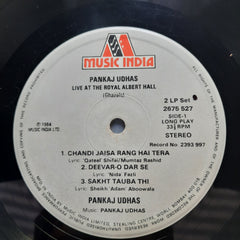 MUSIC INDIA
PANKAJ UDHAS
LIVE AT THE ROYAL ALBERT HALL
(Ghazals)
2 LP Set
2675 527
SIDE-1
LONG PLAY
33⅓ RPM
℗ 1984
MUSIC INDIA LTD.
Record No. 2393 997
1. CHANDI JAISA RANG HAI TERA
Lyric: 'Qateel Shifai/Mumtaz Rashid
2. DEEVAR-O DAR SE
Lyric: Nida Fazli
3. SAKHT TAUBA THI
Lyric: Sheikh Adam Aboowala
PANKAJ UDHAS
Music: PANKAJ UDHAS